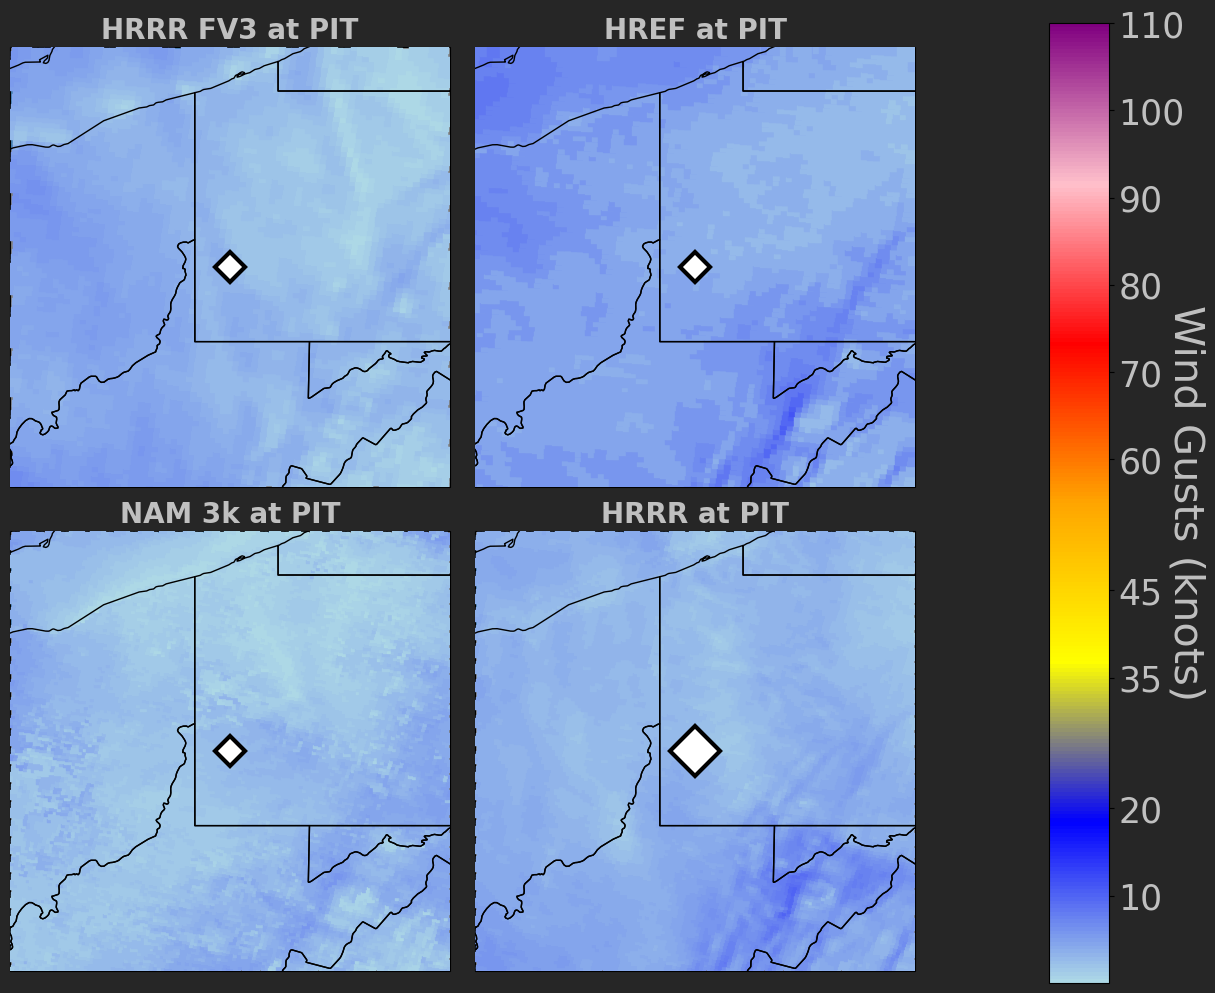 HRRR FV3 at PIT
HREF at PIT
NAM 3k at PIT
HRRR at PIT
110
100
90
80
70
60
45
35
20
10
Wind Gusts (knots)